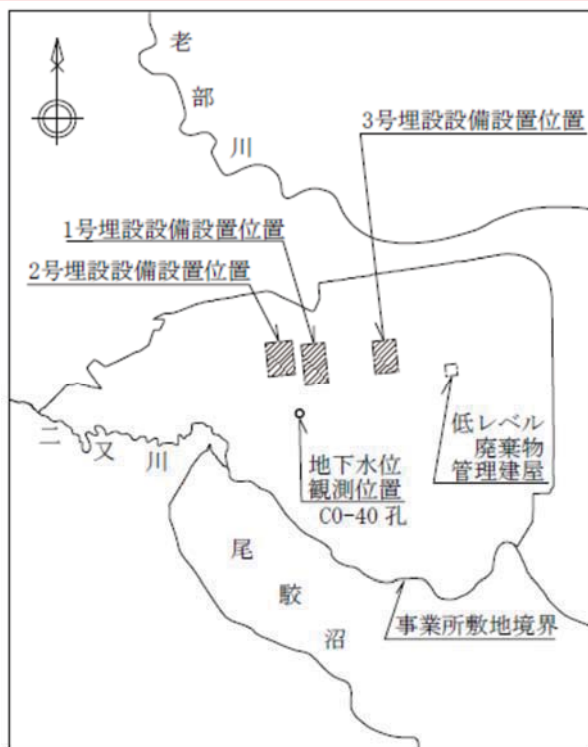 老部川
3号埋設設備設置位置
1号埋設設備設置位置
2号埋設設備設置位置
二又川
地下水位
観測位置
CO-40 孔
低レベル
廃棄物
管理建屋
尾駮沼
事業所敷地境界